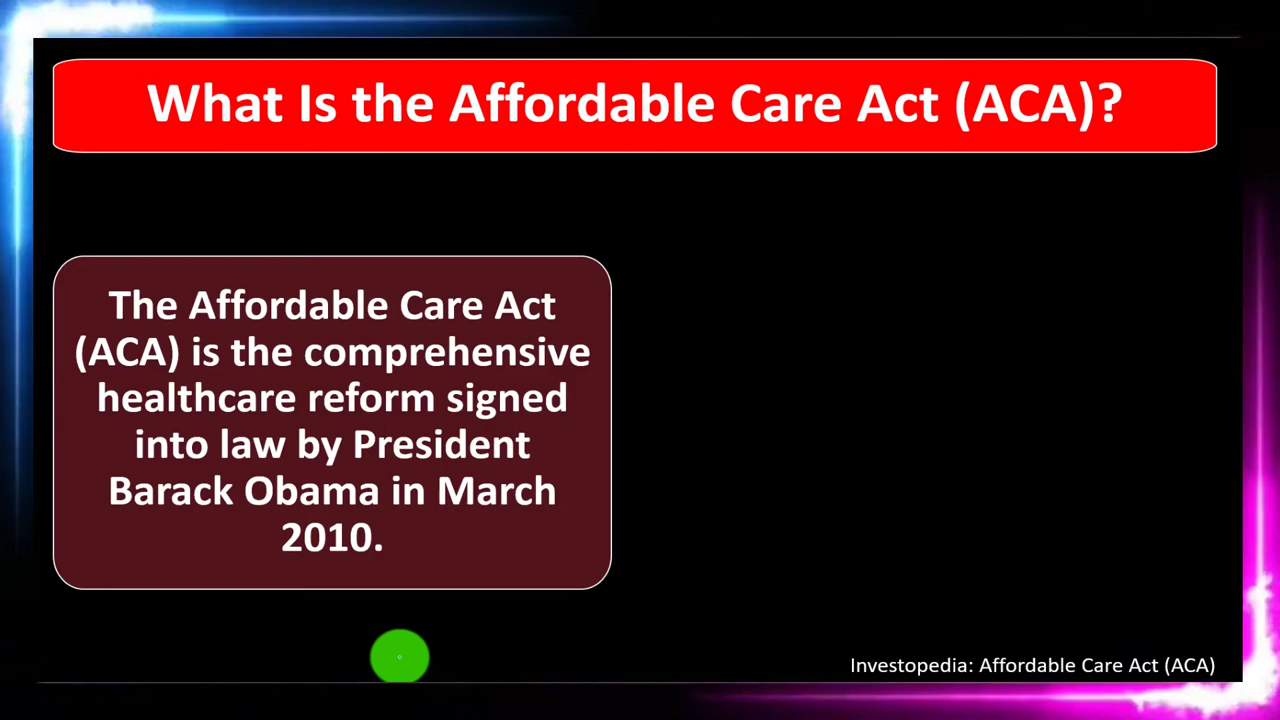 What Is the Affordable Care Act (ACA)?
The Affordable Care Act
(ACA) is the comprehensive
healthcare reform signed
into law by President
Barack Obama in March
2010.
Investopedia: Affordable Care Act (ACA)